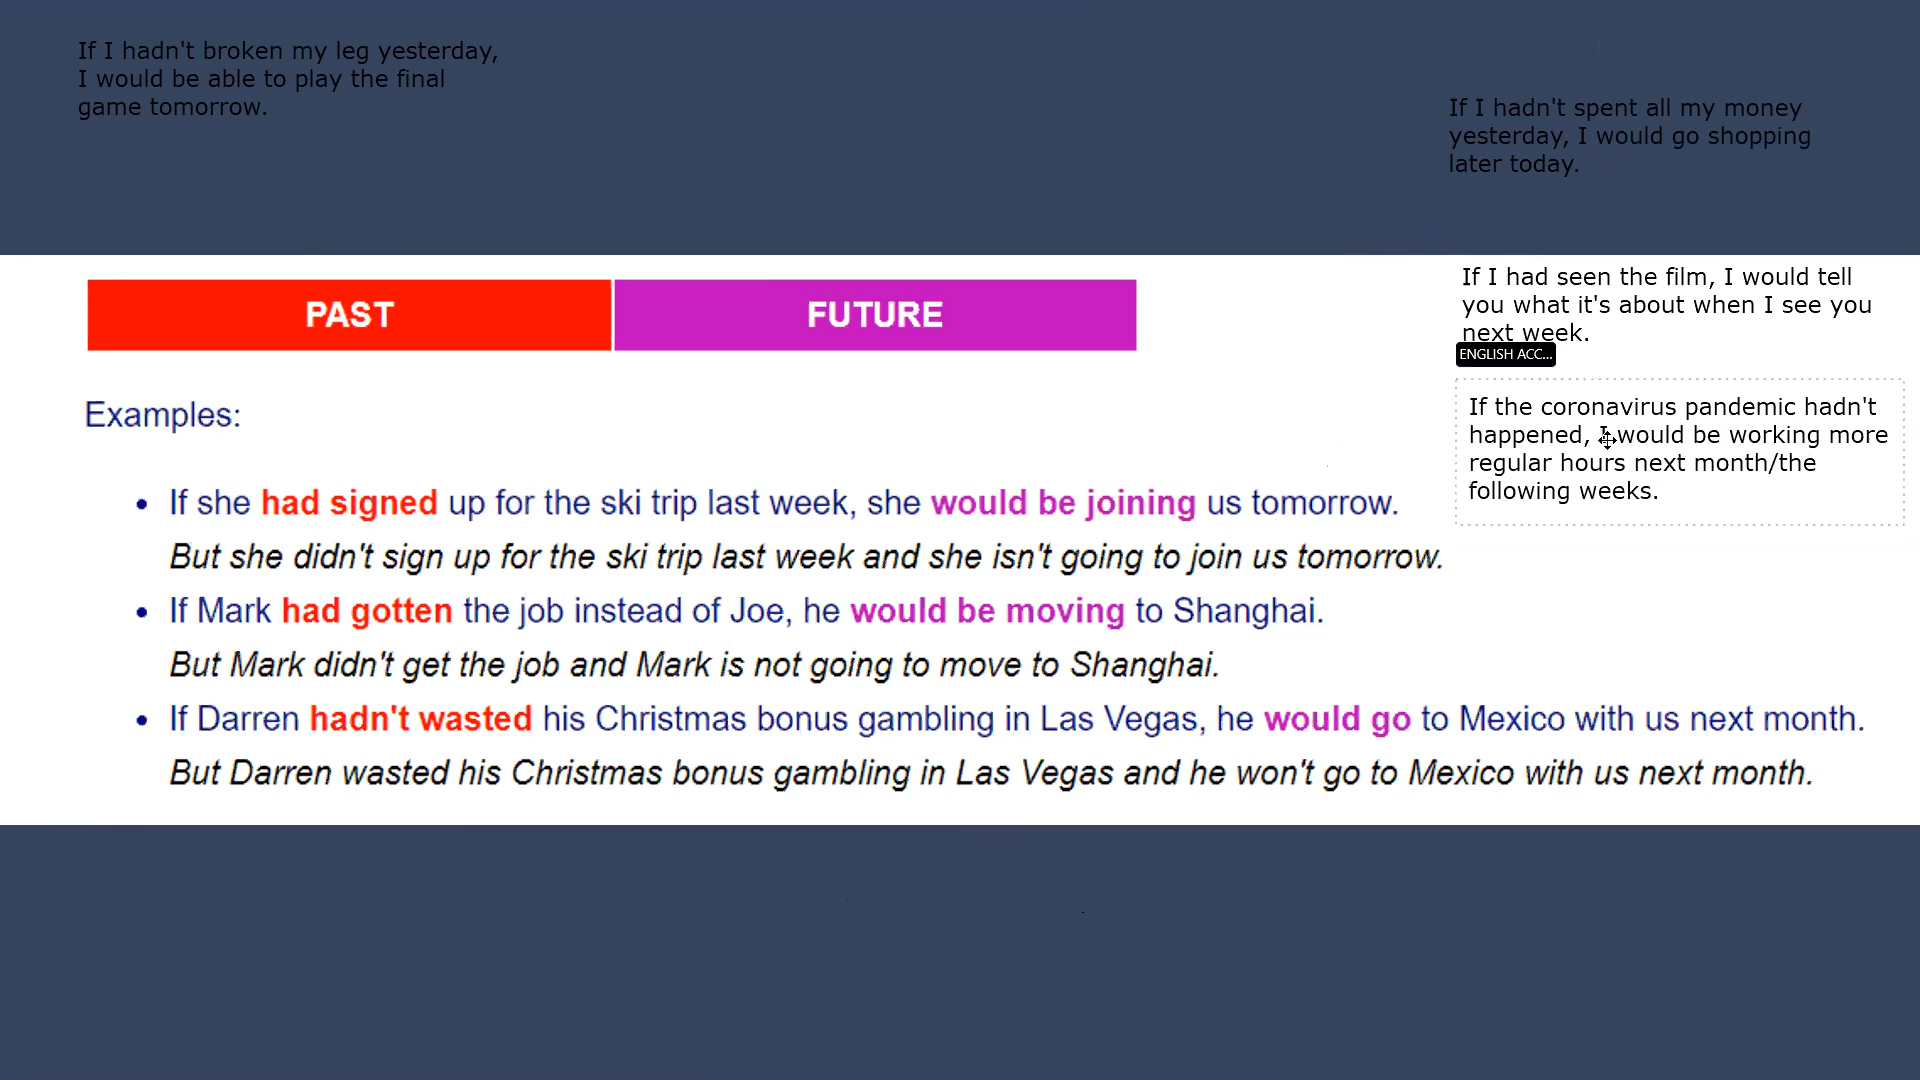 If I hadn't broken my leg yesterday,
I would be able to play the final
game tomorrow.
If I hadn't spent all my money
yesterday, I would go shopping
later today.
PAST
FUTURE
If I had seen the film, I would tell
you what it's about when I see you
next week.
ENGLISH ACC...
If the coronavirus pandemic hadn't
happened, I would be working more
regular hours next month/the
following weeks.
Examples:
• If she had signed up for the ski trip last week, she would be joining us tomorrow.
But she didn't sign up for the ski trip last week and she isn't going to join us tomorrow.
• If Mark had gotten the job instead of Joe, he would be moving to Shanghai.
But Mark didn't get the job and Mark is not going to move to Shanghai.
• If Darren hadn't wasted his Christmas bonus gambling in Las Vegas, he would go to Mexico with us next month.
But Darren wasted his Christmas bonus gambling in Las Vegas and he won't go to Mexico with us next month.